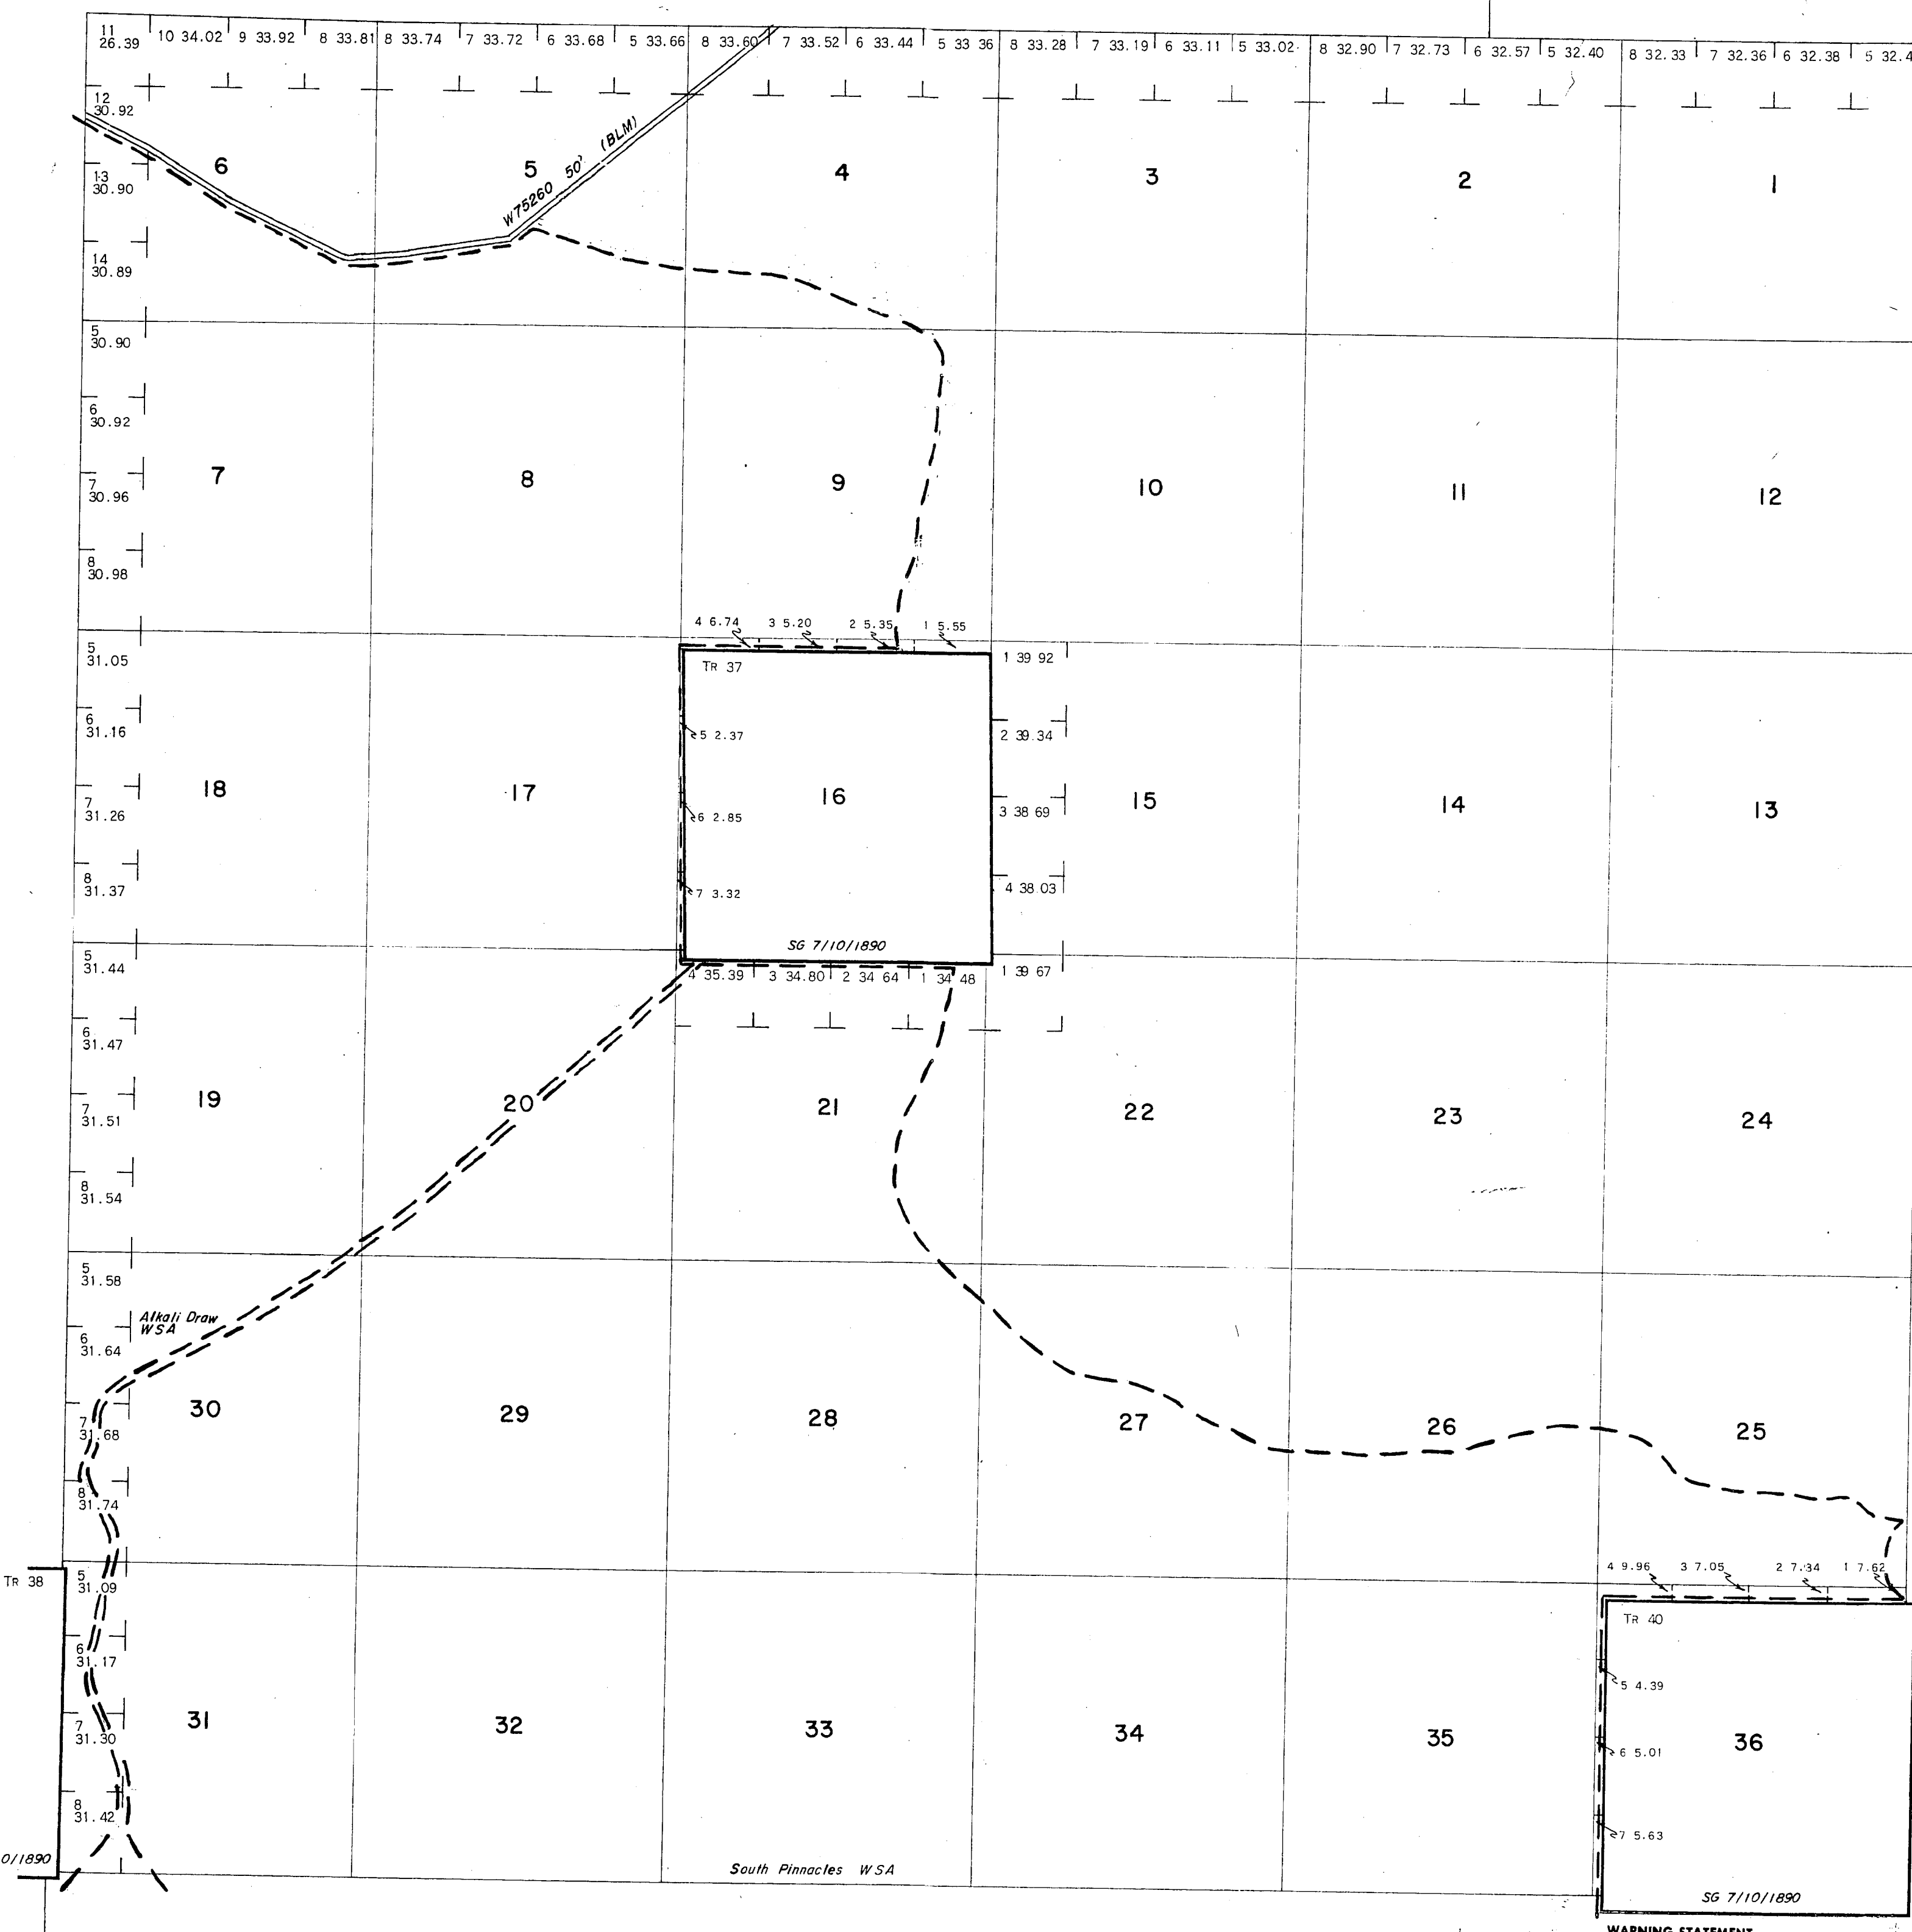 11 26.39 10 34.02 9 33.92 8 33.81 8 33.74 7 33.72 6 33.68 5 33.66 8 33.60 7 33.52 6 33.44 5 33 36 8 33.28 7 33.19 6 33.11 5 33.02 8 32.90 7 32.73 6 32.57 5 32.40 8 32.33 7 32.36 6 32.38 5 32.4
12
30.92
W75260 50' (BLM)
6 5 4 3 2 1
13
30.90
14
30.89
5
30.90
6
30.92
7 8 9 10 11 12
7
30.96
8
30.98
4 6.74 3 5.20 2 5.35 1 5.55
5
31.05
TR 37
1 39 92
6
31.16
5 2.37
2 39.34
18 17 16 15 14 13
7
31.26
6 2.85
3 38 69
8
31.37
7 3.32
4 38.03
SG 7/10/1890
5
31.44
4 35.39 3 34.80 2 34 64 1 34 48 1 39 67
6
31.47
19 20 21 22 23 24
7
31.51
8
31.54
5
31.58
Alkali Draw
WSA
6
31.64
30 29 28 27 26 25
7
31.68
8
31.74
4 9.96 3 7.05 2 7.34 1 7.62
TR 38
5
31.09
TR 40
6
31.17
5 4.39
31 32 33 34 35 36
7
31.30
6 5.01
8
31.42
7 5.63
0/1890
South Pinnacles WSA
SG 7/10/1890
WARNING STATEMENT